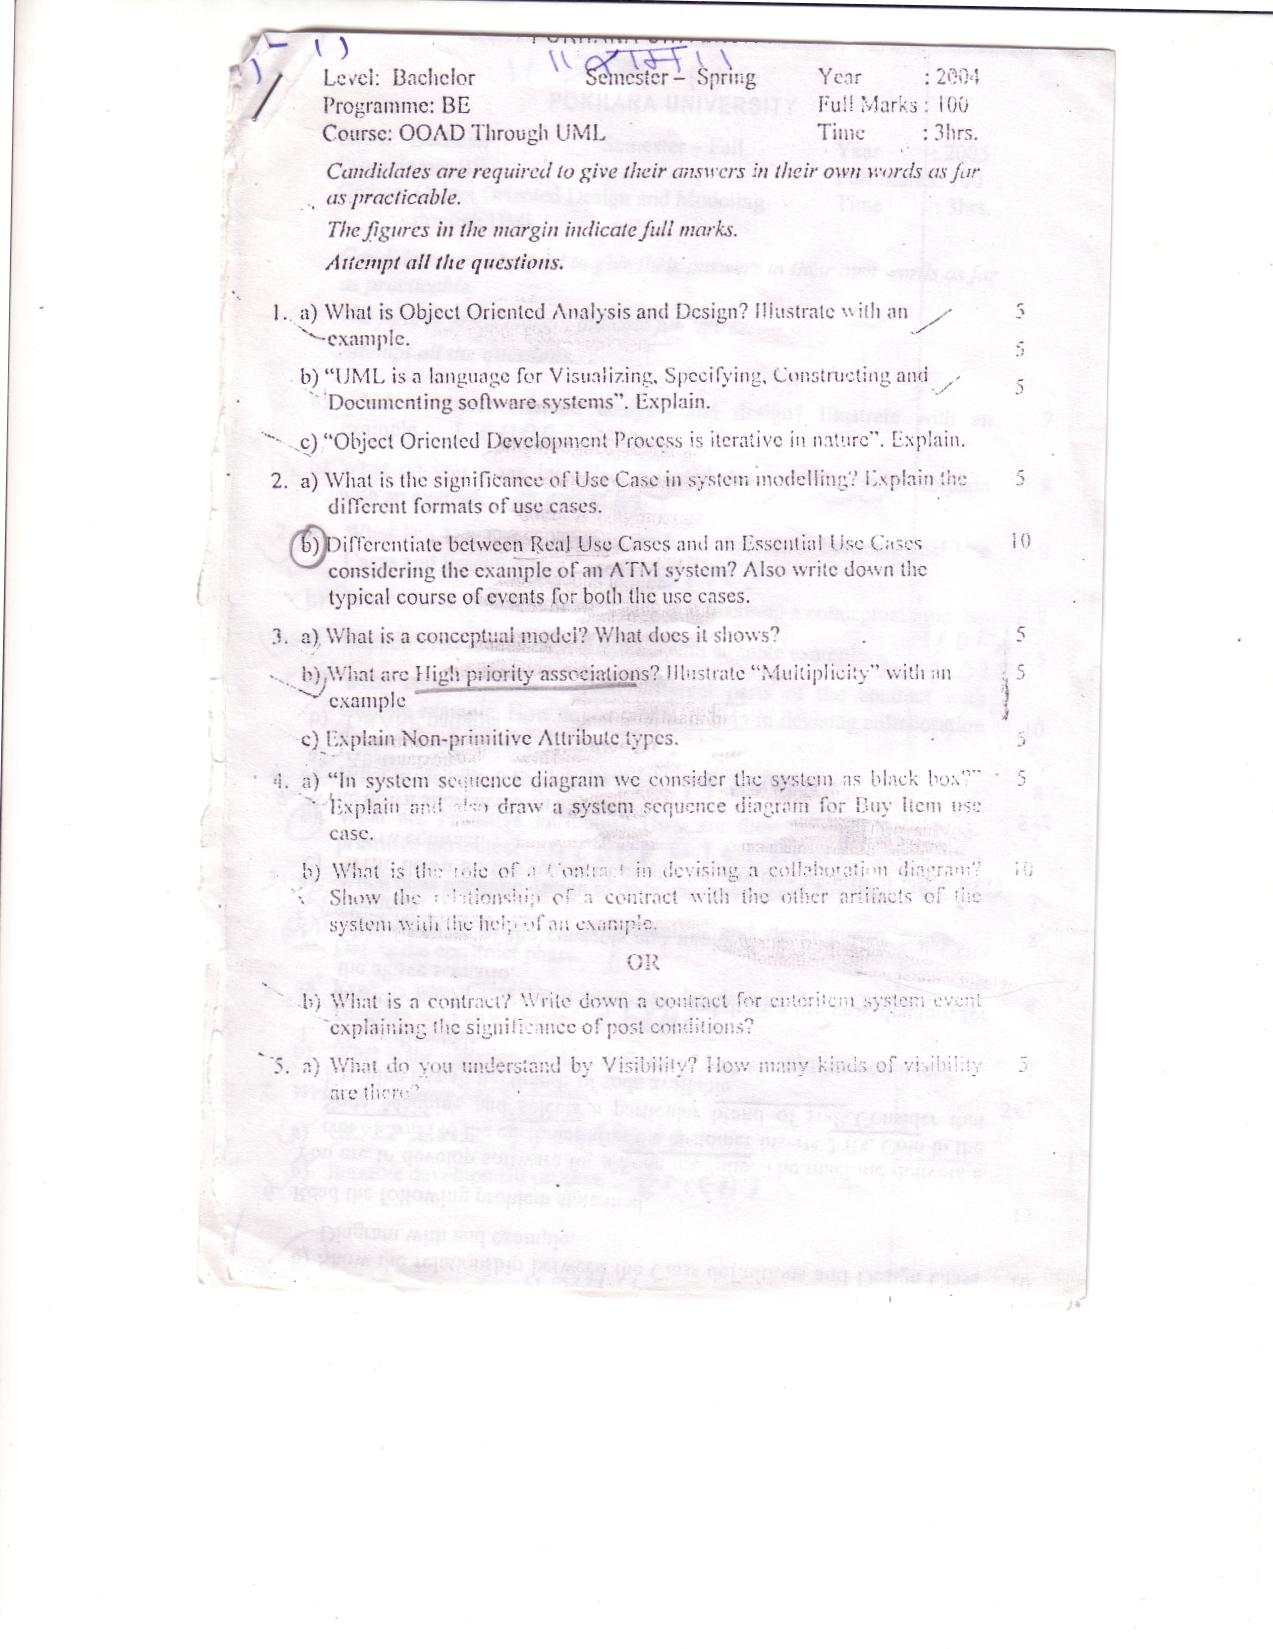 Level: Bachelor Semester – Spring Year : 2004
Programme: BE Full Marks : 100
Course: OOAD Through UML Time : 3hrs.
Candidates are required to give their answers in their own words as far
as practicable.
The figures in the margin indicate full marks.
Attempt all the questions.
1. a) What is Object Oriented Analysis and Design? Illustrate with an 5
example.
5
b) “UML is a language for Visualizing, Specifying, Constructing and 5
Documenting software systems”. Explain.
c) “Object Oriented Development Process is iterative in nature”. Explain.
2. a) What is the significance of Use Case in system modelling? Explain the 5
different formats of use cases.
b) Differentiate between Real Use Cases and an Essential Use Cases 10
considering the example of an ATM system? Also write down the
typical course of events for both the use cases.
3. a) What is a conceptual model? What does it shows? 5
b) What are High priority associations? Illustrate “Multiplicity” with an 5
example
c) Explain Non-primitive Attribute types. 5
4. a) “In system sequence diagram we consider the system as black box?” 5
Explain and also draw a system sequence diagram for Buy Item use
case.
b) What is the role of a Contract in devising a collaboration diagram? 10
Show the relationship of a contract with the other artifacts of the
system with the help of an example.
OR
b) What is a contract? Write down a contract for enteritem system event
explaining the significance of post conditions?
5. a) What do you understand by Visibility? How many kinds of visibility 5
are there?